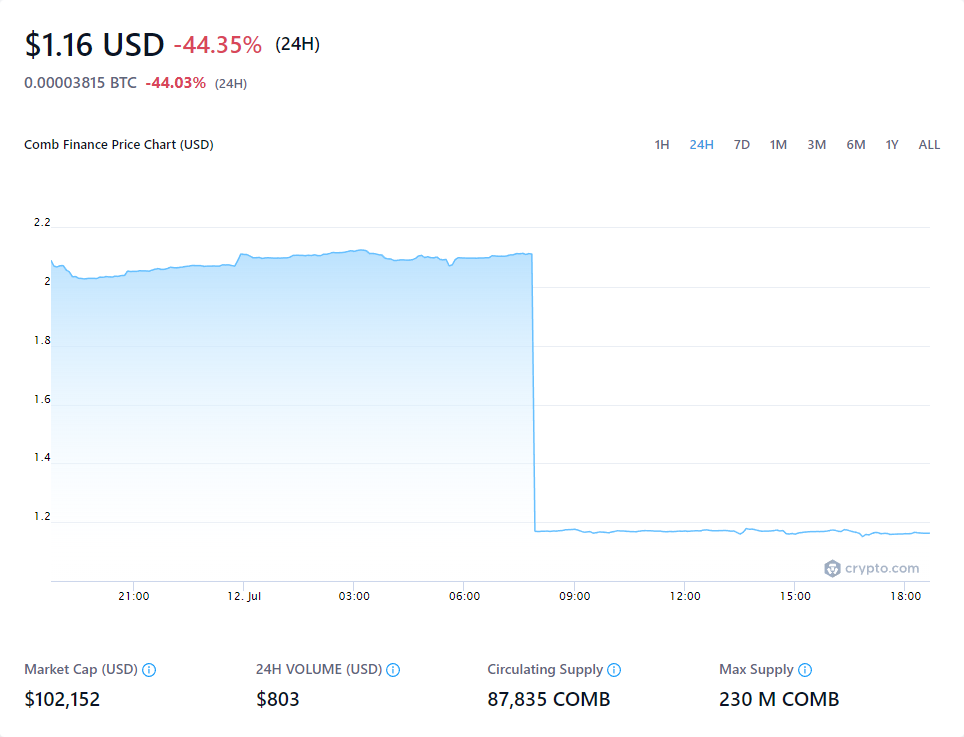 $1.16 USD -44.35% (24H)
0.00003815 BTC -44.03% (24H)
Comb Finance Price Chart (USD) 1H 24H 7D 1M 3M 6M 1Y ALL
2.2
2
1.8
1.6
1.4
1.2
crypto.com
21:00 12. Jul 03:00 06:00 09:00 12:00 15:00 18:00
Market Cap (USD) 24H VOLUME (USD) Circulating Supply Max Supply
$102,152 $803 87,835 COMB 230 M COMB